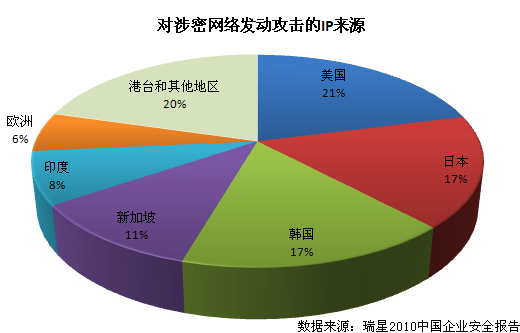 对涉密网络发动攻击的IP来源
美国
21%
日本
17%
韩国
17%
新加坡
11%
印度
8%
欧洲
6%
港台和其他地区
20%
数据来源：瑞星2010中国企业安全报告